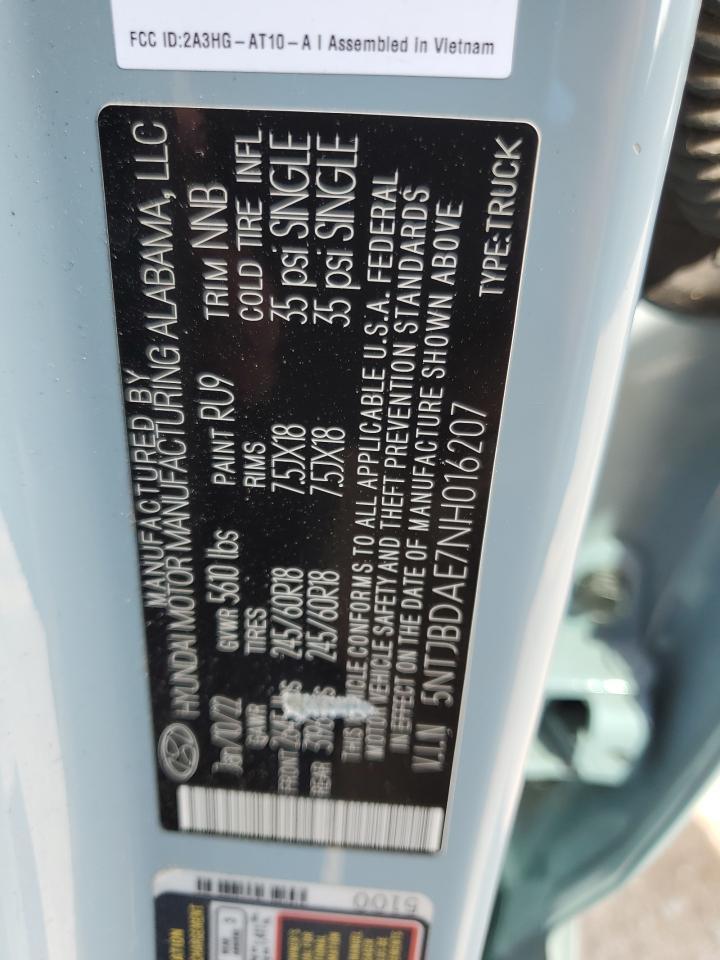 FCC ID:2A3HG-AT10-A I Assembled in Vietnam
MANUFACTURED BY
HYUNDAI MOTOR MANUFACTURING ALABAMA, LLC
Jan/10/22 GVWR 5610 lbs PAINT RU9 TRIM NNB
GAWR TIRES RIMS COLD TIRE INFL
FRONT 245/60R18 7.5JX18 35 psi SINGLE
REAR 245/60R18 7.5JX18 35 psi SINGLE
THIS VEHICLE CONFORMS TO ALL APPLICABLE U.S.A. FEDERAL
MOTOR VEHICLE SAFETY AND THEFT PREVENTION STANDARDS
IN EFFECT ON THE DATE OF MANUFACTURE SHOWN ABOVE
V.I.N 5NTJBDAE7NH016207
TYPE:TRUCK
5100